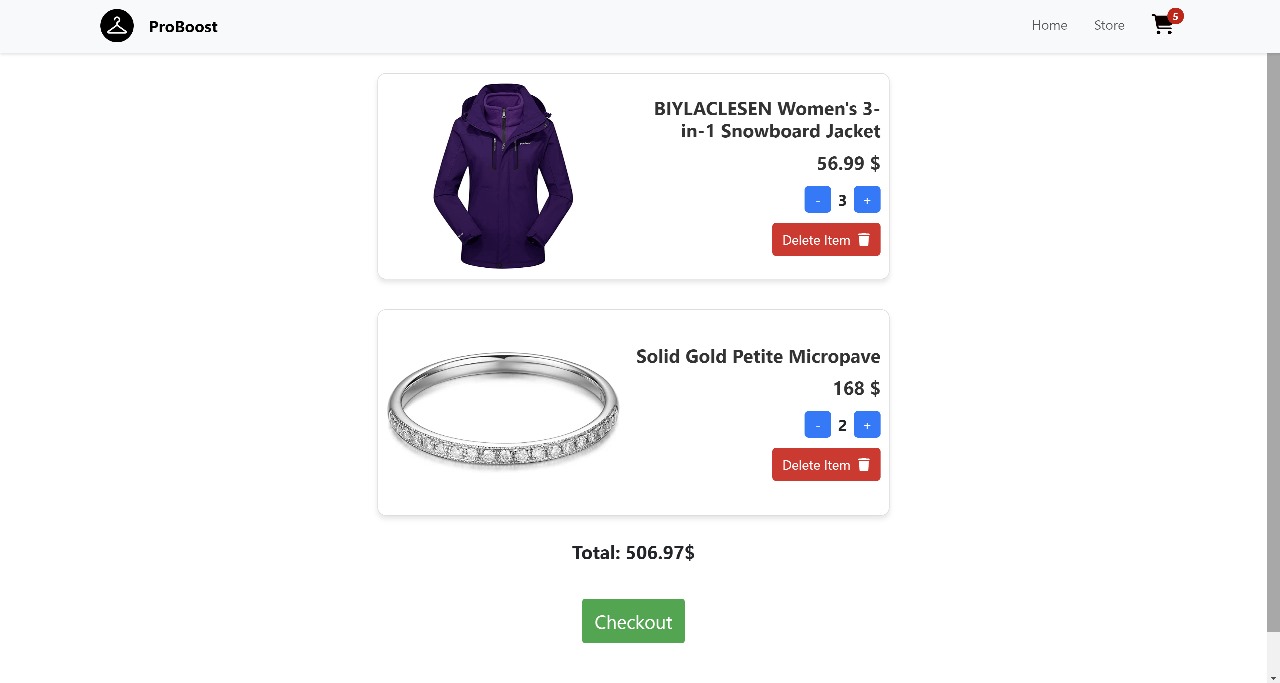 ProBoost
Home
Store
5
BIYLACLESEN Women's 3-
in-1 Snowboard Jacket
56.99 $
- 3 +
Delete Item
Solid Gold Petite Micropave
168 $
- 2 +
Delete Item
Total: 506.97$
Checkout